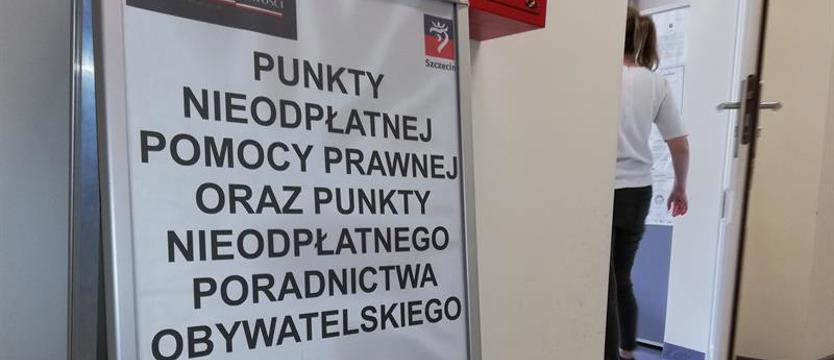 Szczecin
PUNKTY
NIEODPŁATNEJ
POMOCY PRAWNEJ
ORAZ PUNKTY
NIEODPŁATNEGO
PORADNICTWA
OBYWATELSKIEGO